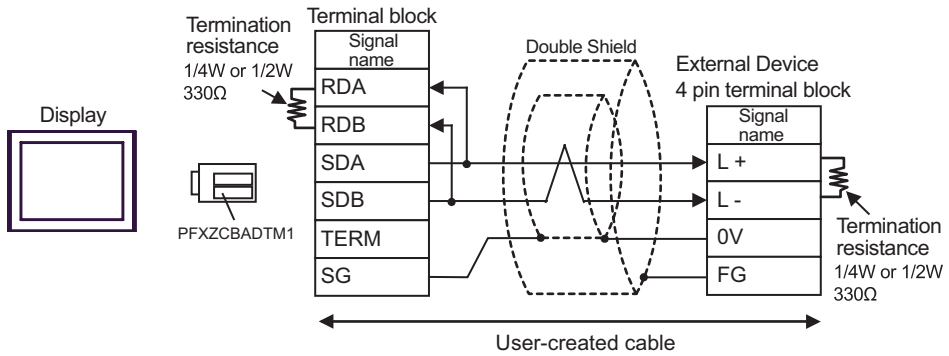 Display
PFXZCBADTM1
Termination
resistance
1/4W or 1/2W
330Ω
Terminal block
Signal
name
RDA
RDB
SDA
SDB
TERM
SG
Double Shield
External Device
4 pin terminal block
Signal
name
L +
L -
0V
FG
Termination
resistance
1/4W or 1/2W
330Ω
User-created cable